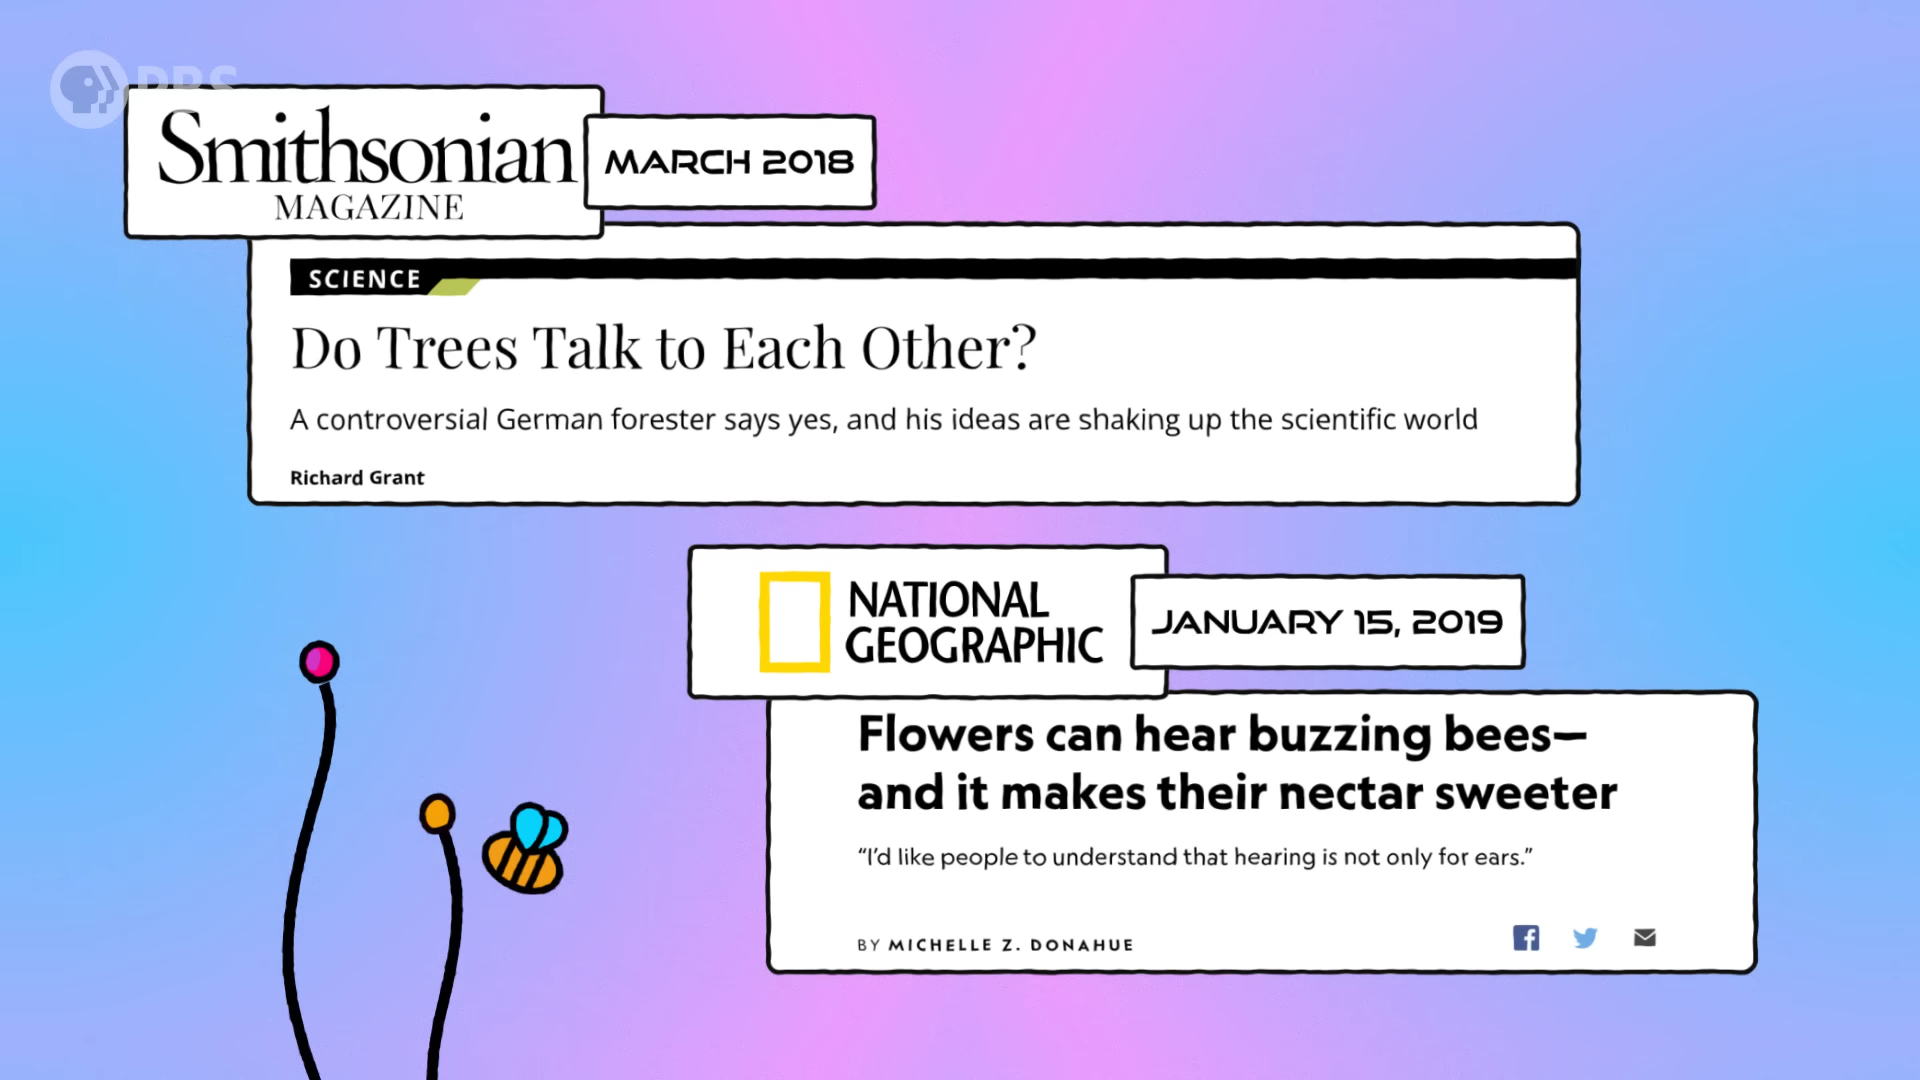 PBS
Smithsonian
MAGAZINE
MARCH 2018
SCIENCE
Do Trees Talk to Each Other?
A controversial German forester says yes, and his ideas are shaking up the scientific world
Richard Grant
NATIONAL
GEOGRAPHIC
JANUARY 15, 2019
Flowers can hear buzzing bees—
and it makes their nectar sweeter
“I’d like people to understand that hearing is not only for ears.”
BY MICHELLE Z. DONAHUE